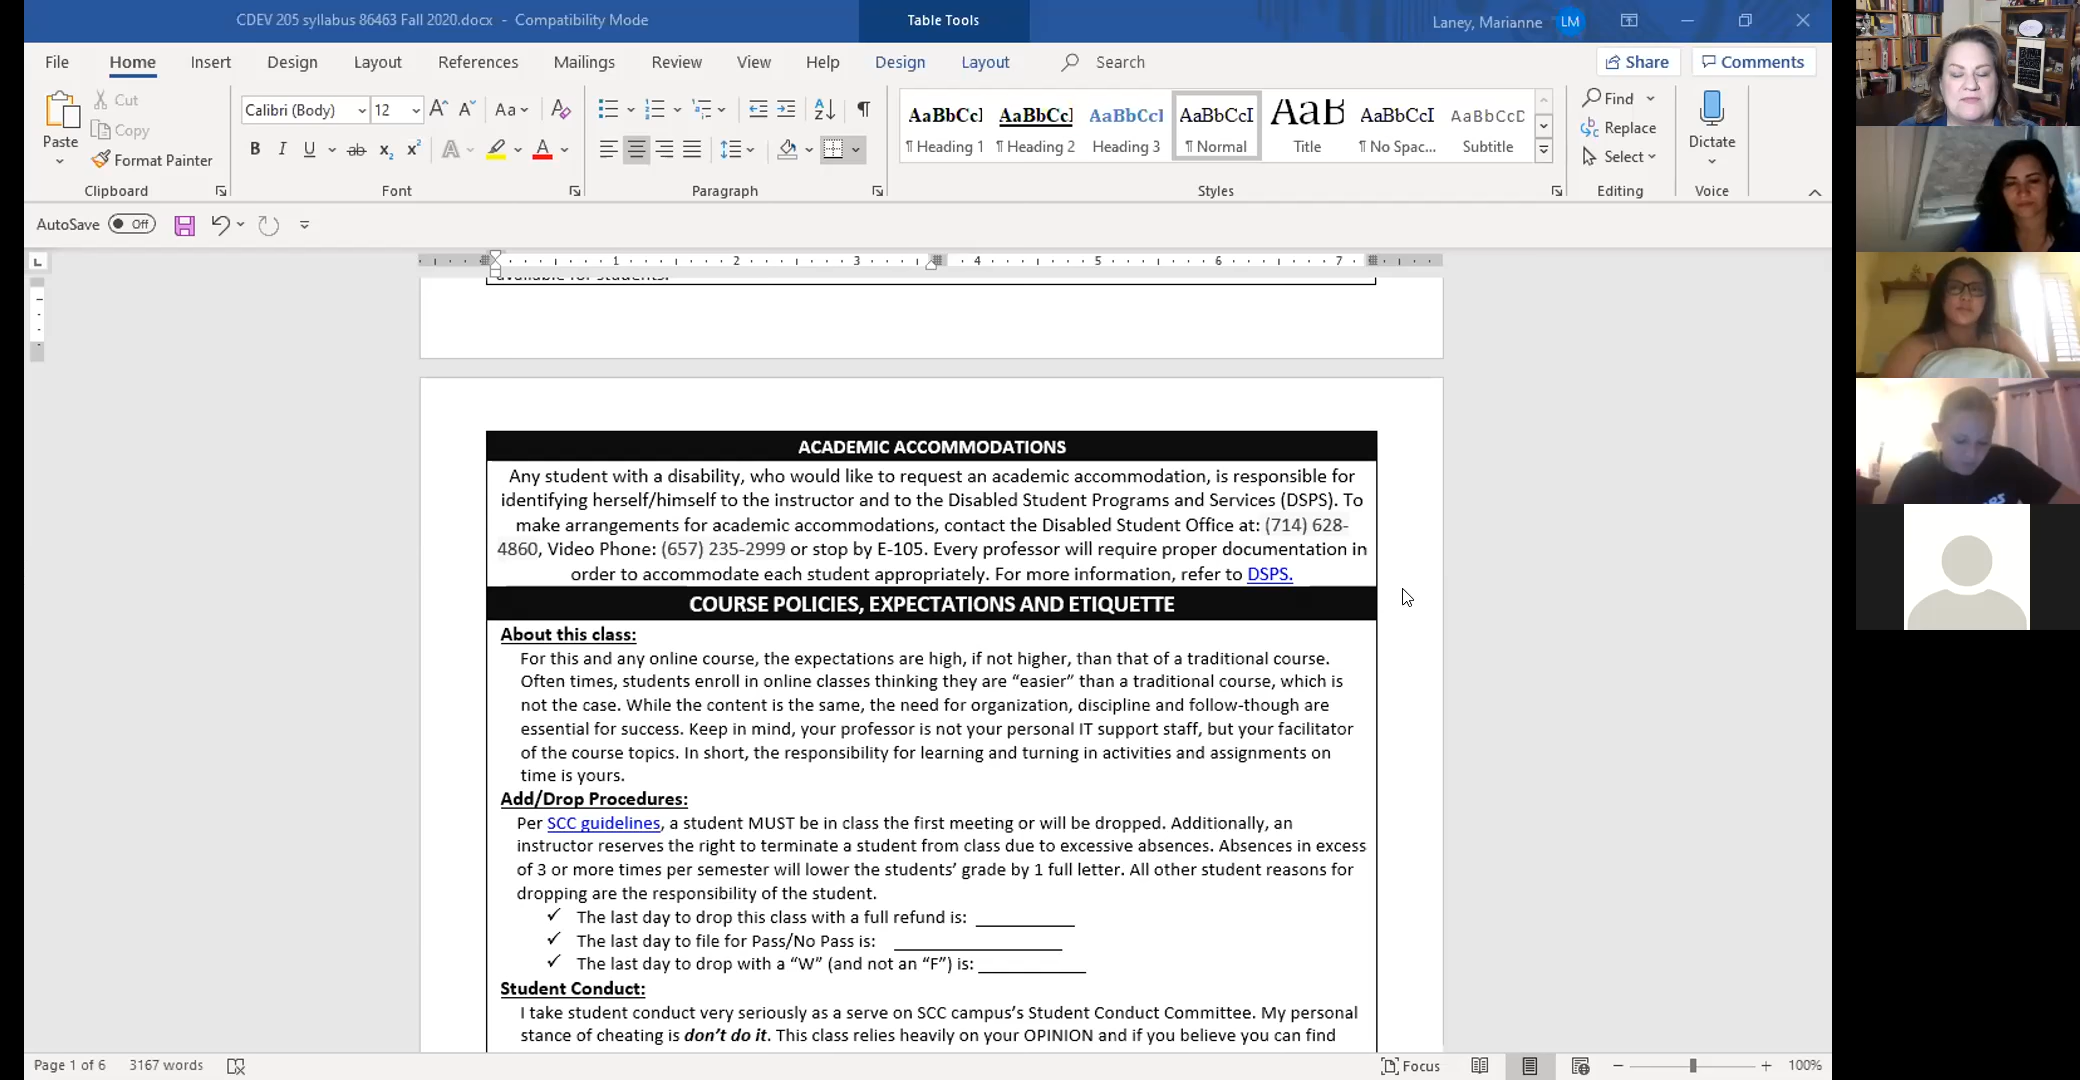 CDEV 205 syllabus 86463 Fall 2020.docx - Compatibility Mode
Table Tools
Laney, Marianne LM
File Home Insert Design Layout References Mailings Review View Help Design Layout Search
Share Comments
Cut
Copy
Paste
Format Painter
Calibri (Body) 12
Aa
B I U ab x₂ x² A A
AaBbCcI AaBbCcI AaBbCcI AaBbCcI AaB AaBbCcI AaBbCcD
¶ Heading 1 ¶ Heading 2 Heading 3 ¶ Normal Title ¶ No Spac... Subtitle
Find
Replace
Select
Dictate
Clipboard Font Paragraph Styles Editing Voice
AutoSave Off
1 2 3 4 5 6 7
available for students.
ACADEMIC ACCOMMODATIONS
Any student with a disability, who would like to request an academic accommodation, is responsible for
identifying herself/himself to the instructor and to the Disabled Student Programs and Services (DSPS). To
make arrangements for academic accommodations, contact the Disabled Student Office at: (714) 628-
4860, Video Phone: (657) 235-2999 or stop by E-105. Every professor will require proper documentation in
order to accommodate each student appropriately. For more information, refer to DSPS.
COURSE POLICIES, EXPECTATIONS AND ETIQUETTE
About this class:
For this and any online course, the expectations are high, if not higher, than that of a traditional course.
Often times, students enroll in online classes thinking they are “easier” than a traditional course, which is
not the case. While the content is the same, the need for organization, discipline and follow-though are
essential for success. Keep in mind, your professor is not your personal IT support staff, but your facilitator
of the course topics. In short, the responsibility for learning and turning in activities and assignments on
time is yours.
Add/Drop Procedures:
Per SCC guidelines, a student MUST be in class the first meeting or will be dropped. Additionally, an
instructor reserves the right to terminate a student from class due to excessive absences. Absences in excess
of 3 or more times per semester will lower the students’ grade by 1 full letter. All other student reasons for
dropping are the responsibility of the student.
✓ The last day to drop this class with a full refund is: __________
✓ The last day to file for Pass/No Pass is: _________________
✓ The last day to drop with a “W” (and not an “F”) is: ___________
Student Conduct:
I take student conduct very seriously as a serve on SCC campus’s Student Conduct Committee. My personal
stance of cheating is don’t do it. This class relies heavily on your OPINION and if you believe you can find
Page 1 of 6 3167 words
Focus
100%